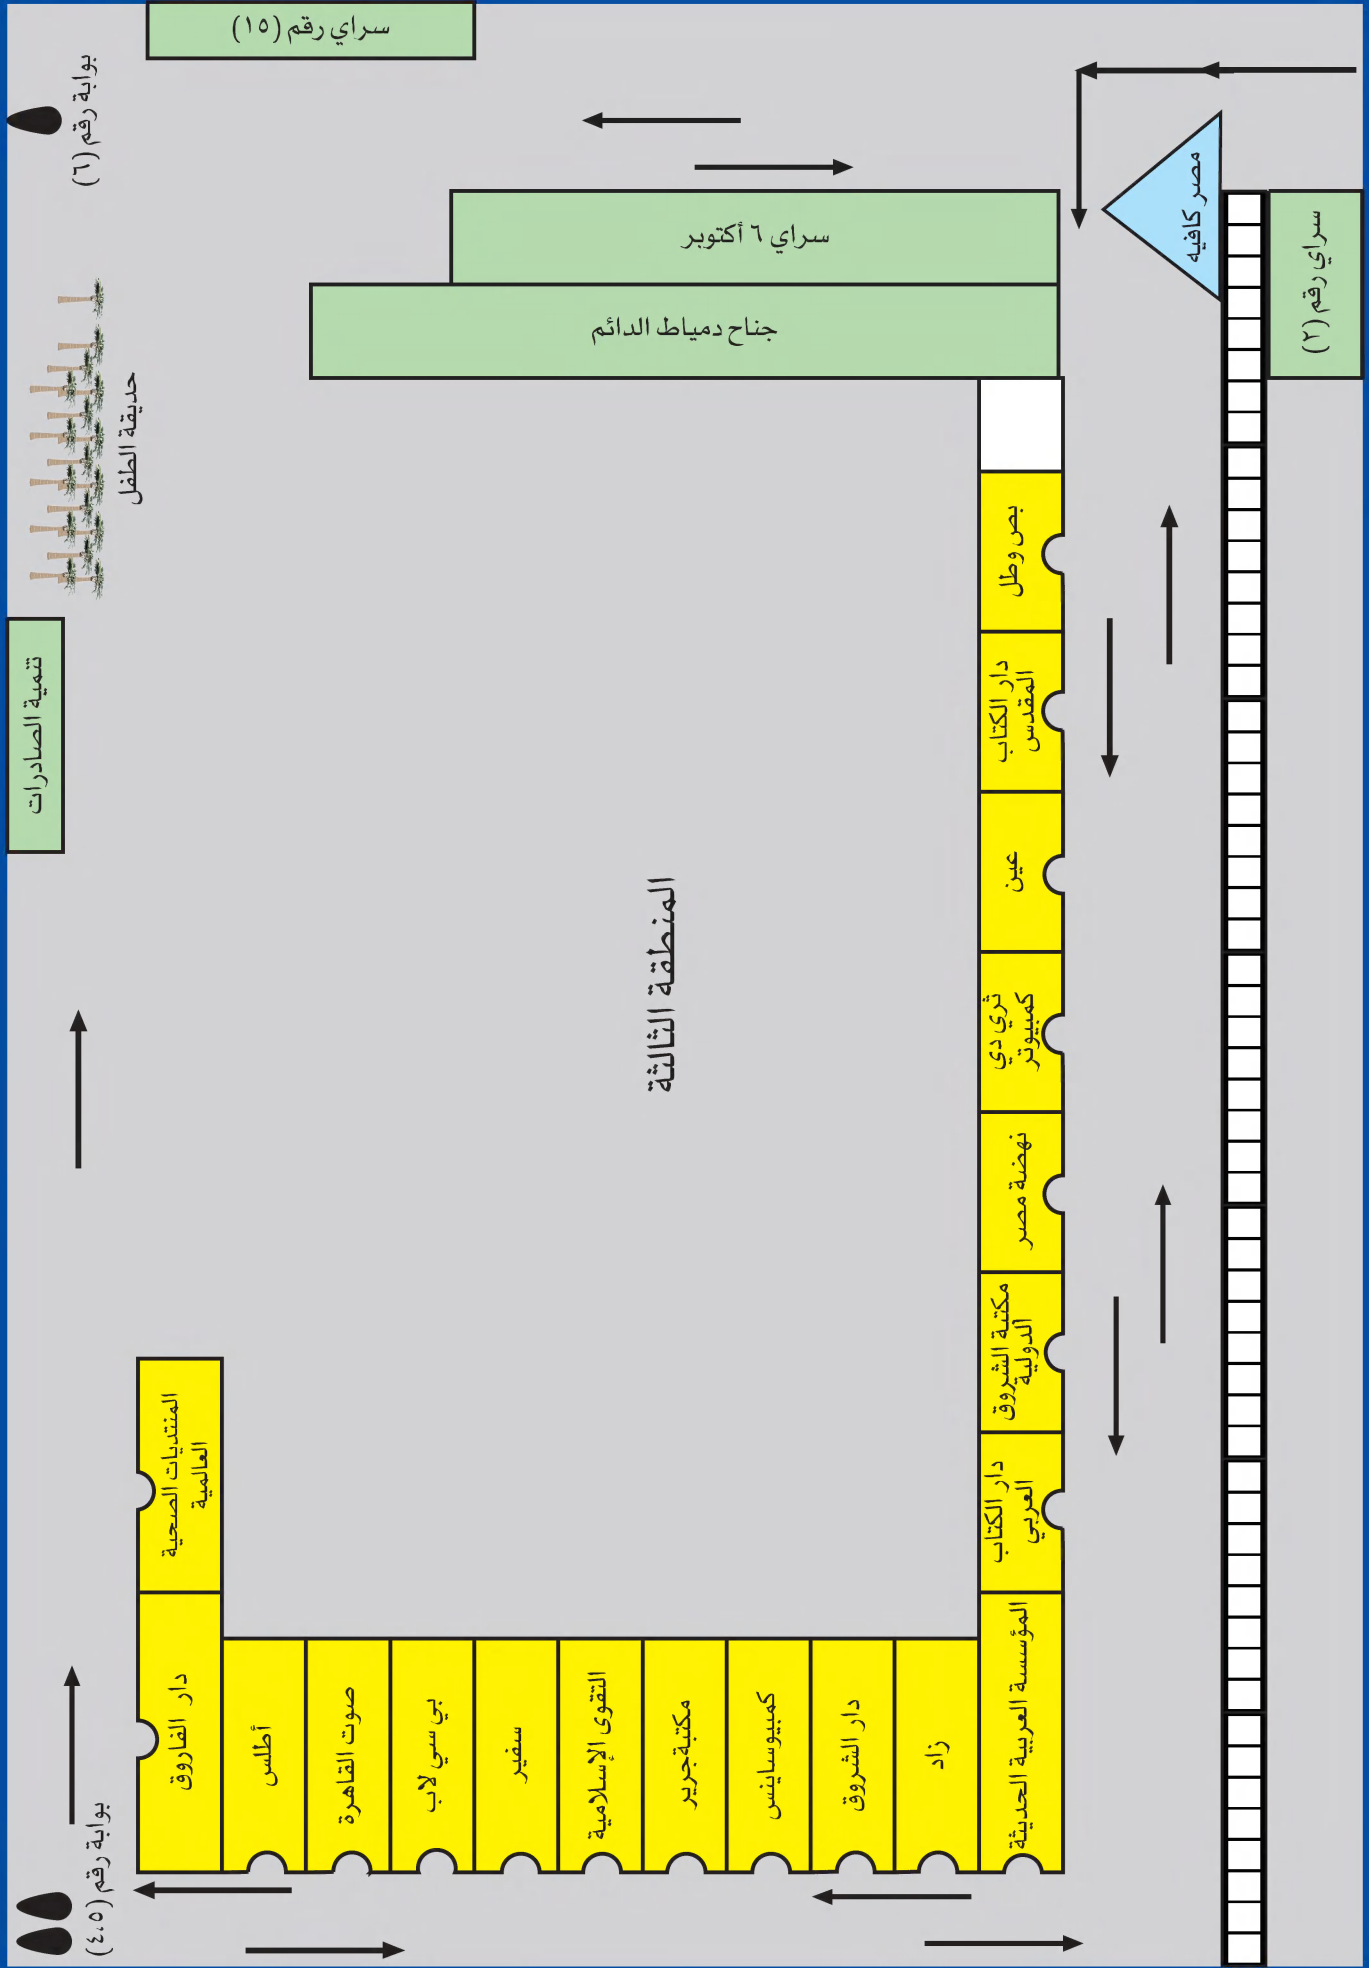 سراي رقم (١٥)
بوابة رقم (٦)
مصر كافيه
سراي رقم (٢)
سراي ٦ أكتوبر
جناح دمياط الدائم
حديقة الطفل
تنمية الصادرات
المنطقة الثالثة
بص وطل
دار الكتاب
المقدس
عين
ثري دي
كمبيوتر
نهضة مصر
مكتبة الشروق
الدولية
دار الكتاب
العربي
المؤسسة العربية الحديثة
زاد
دار الشروق
كمبيوساينس
مكتبة جرير
التقوى الإسلامية
سفير
بي سي لاب
صوت القاهرة
أطلس
دار الفاروق
المنتديات الصحية
العالمية
بوابة رقم (٤،٥)